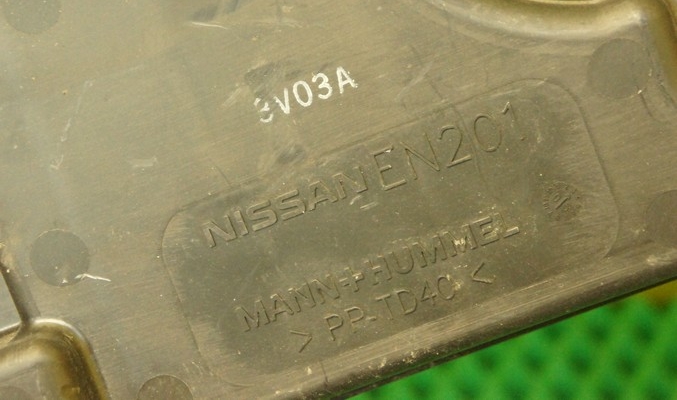 3V03A
NISSAN EN201
MANN+HUMMEL
> PP-TD40 <